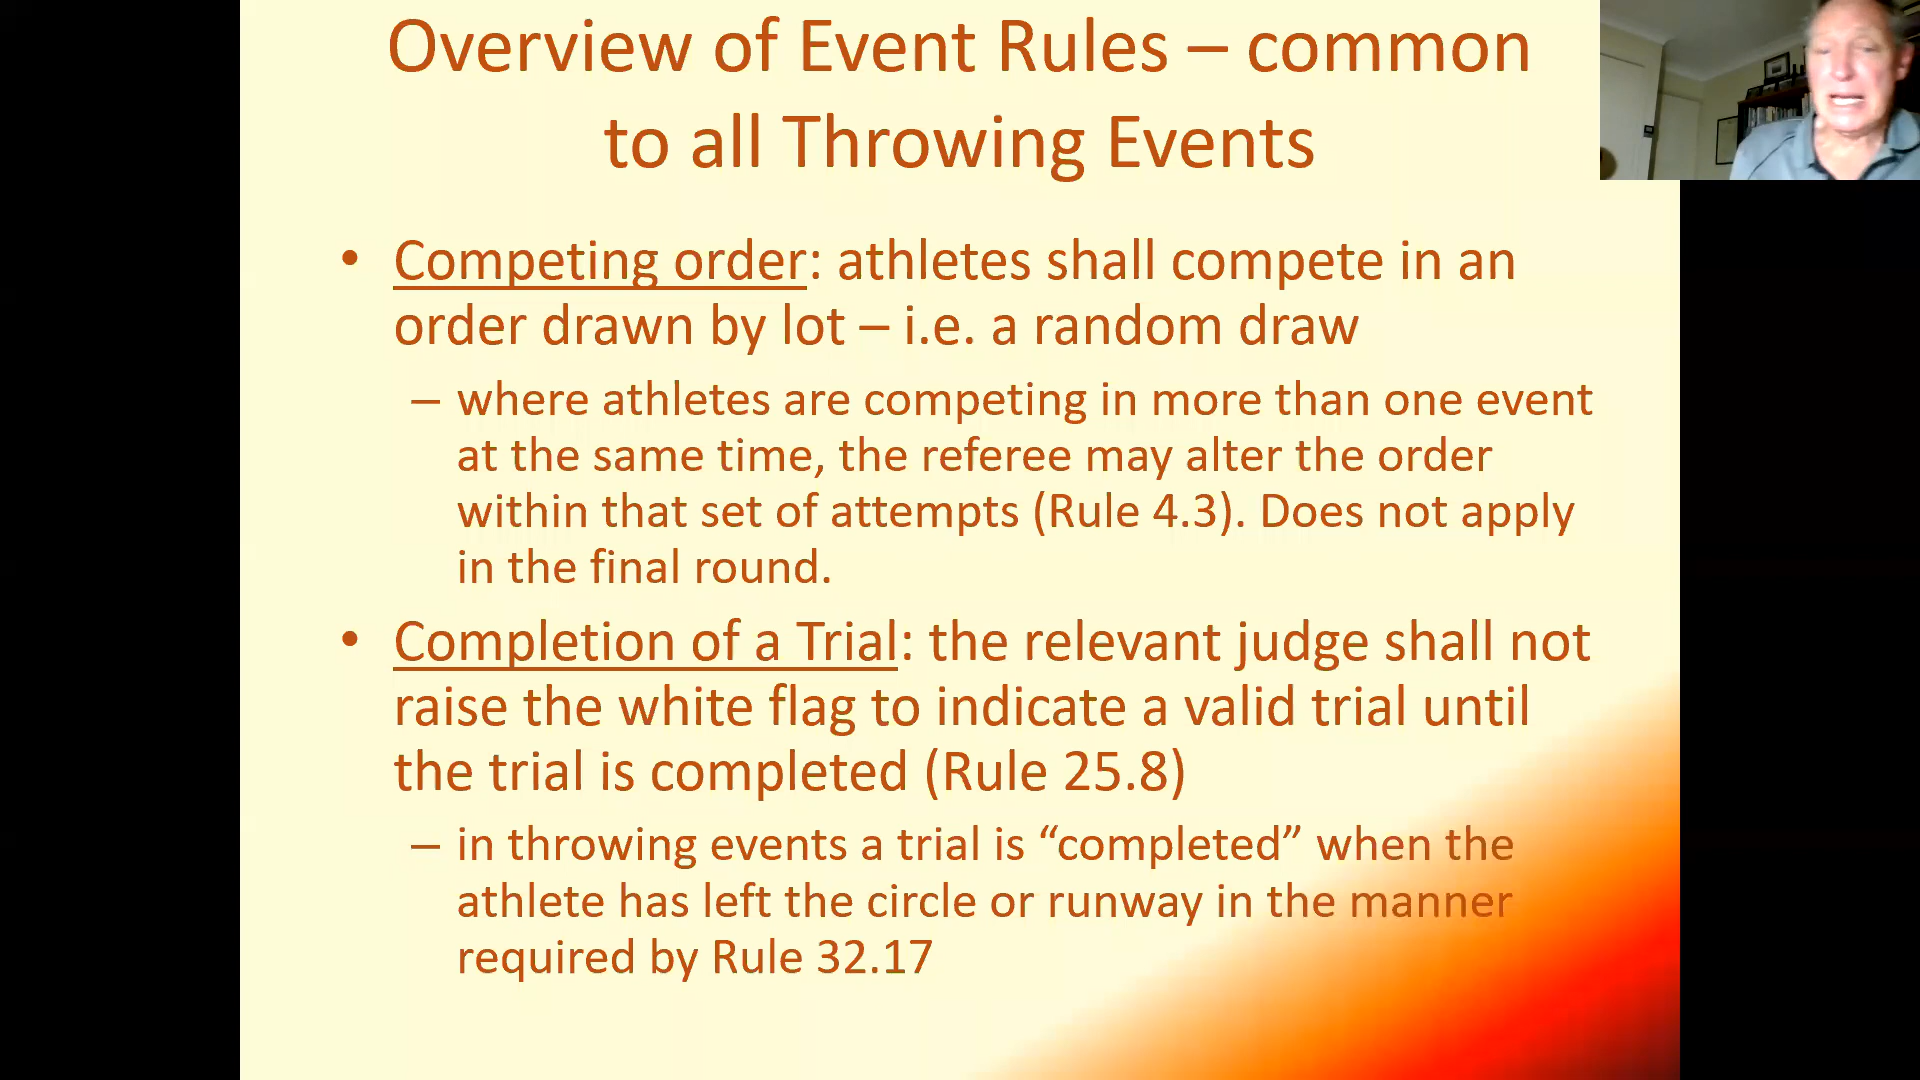 Overview of Event Rules – common
to all Throwing Events
• Competing order: athletes shall compete in an
order drawn by lot – i.e. a random draw
– where athletes are competing in more than one event
at the same time, the referee may alter the order
within that set of attempts (Rule 4.3). Does not apply
in the final round.
• Completion of a Trial: the relevant judge shall not
raise the white flag to indicate a valid trial until
the trial is completed (Rule 25.8)
– in throwing events a trial is “completed” when the
athlete has left the circle or runway in the manner
required by Rule 32.17